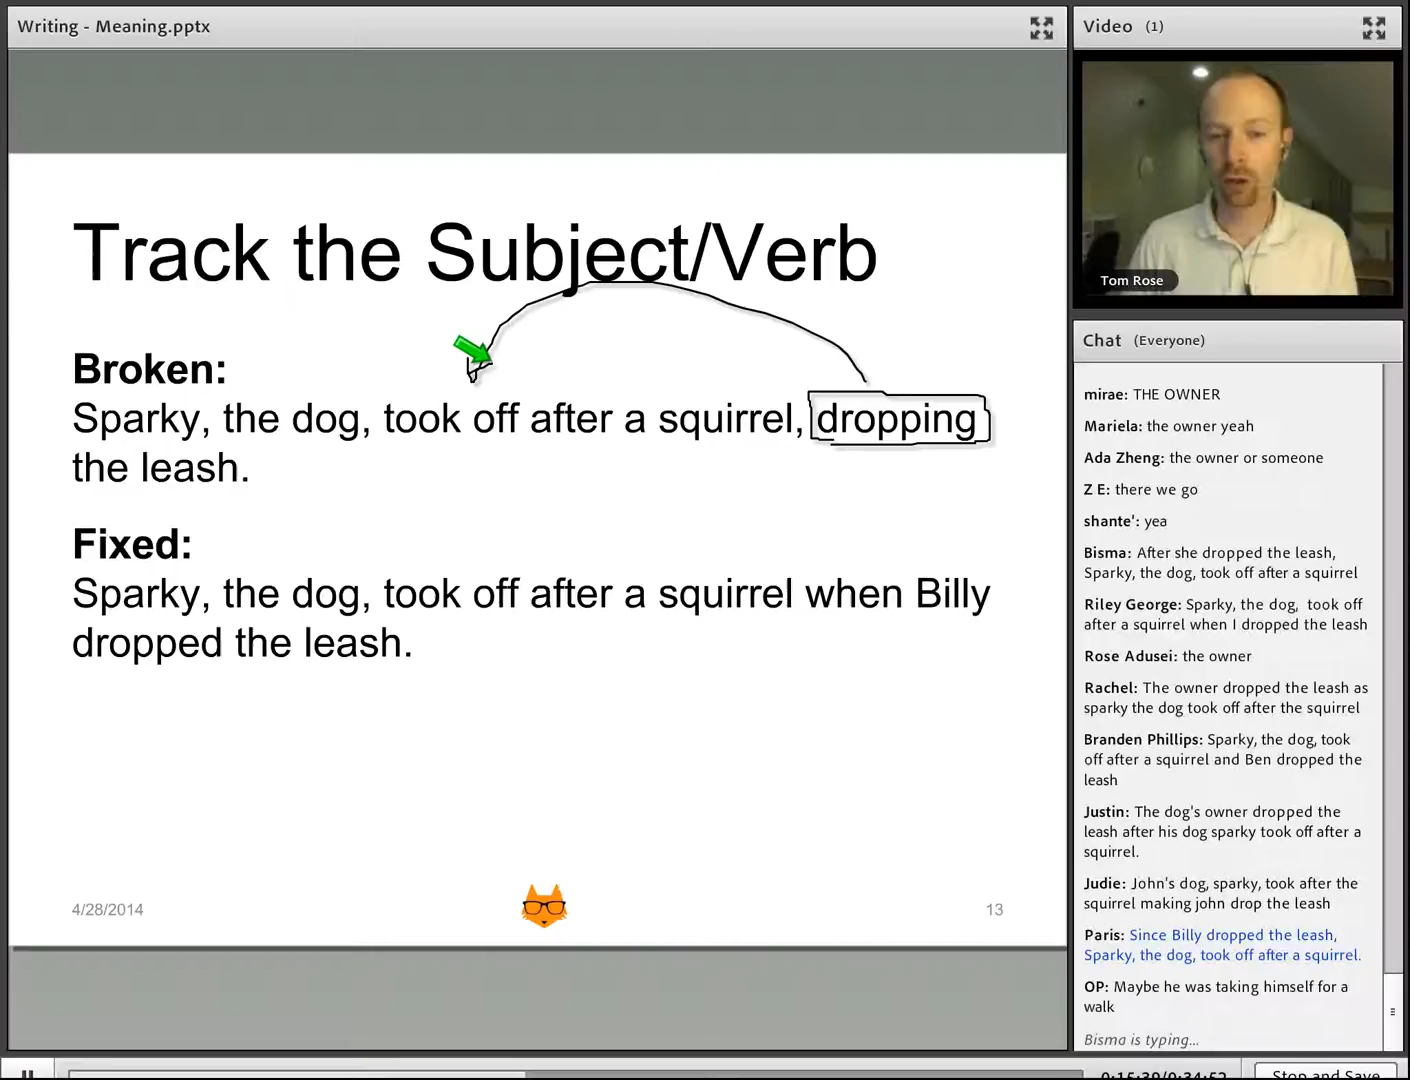 Writing - Meaning.pptx
Track the Subject/Verb
Broken:
Sparky, the dog, took off after a squirrel, dropping
the leash.
Fixed:
Sparky, the dog, took off after a squirrel when Billy
dropped the leash.
4/28/2014
13
Video (1)
Tom Rose
Chat (Everyone)
mirae: THE OWNER
Mariela: the owner yeah
Ada Zheng: the owner or someone
Z E: there we go
shante': yea
Bisma: After she dropped the leash,
Sparky, the dog, took off after a squirrel
Riley George: Sparky, the dog, took off
after a squirrel when I dropped the leash
Rose Adusei: the owner
Rachel: The owner dropped the leash as
sparky the dog took off after the squirrel
Branden Phillips: Sparky, the dog, took
off after a squirrel and Ben dropped the
leash
Justin: The dog's owner dropped the
leash after his dog sparky took off after a
squirrel.
Judie: John's dog, sparky, took after the
squirrel making john drop the leash
Paris: Since Billy dropped the leash,
Sparky, the dog, took off after a squirrel.
OP: Maybe he was taking himself for a
walk
Bisma is typing...
0:15:39/0:34:52
Stop and Save